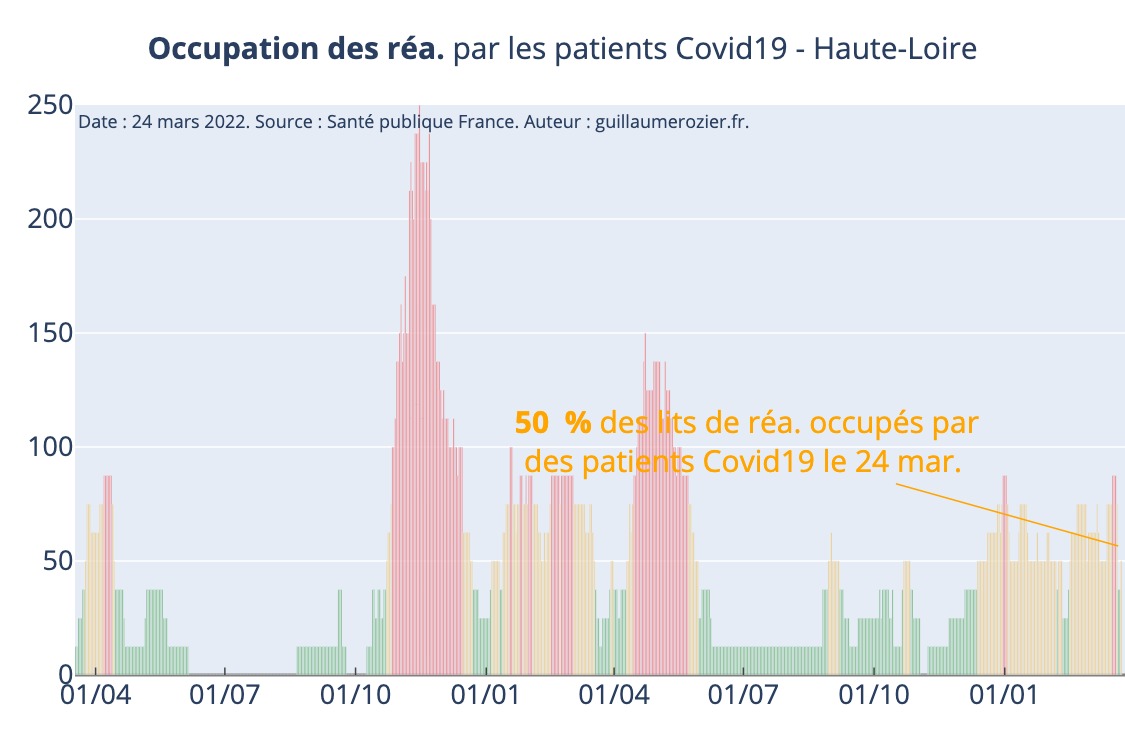 Occupation des réa. par les patients Covid19 - Haute-Loire
250
Date : 24 mars 2022. Source : Santé publique France. Auteur : guillaumerozier.fr.
200
150
50 % des lits de réa. occupés par
100
des patients Covid19 le 24 mar.
50
0
01/04 01/07 01/10 01/01 01/04 01/07 01/10 01/01